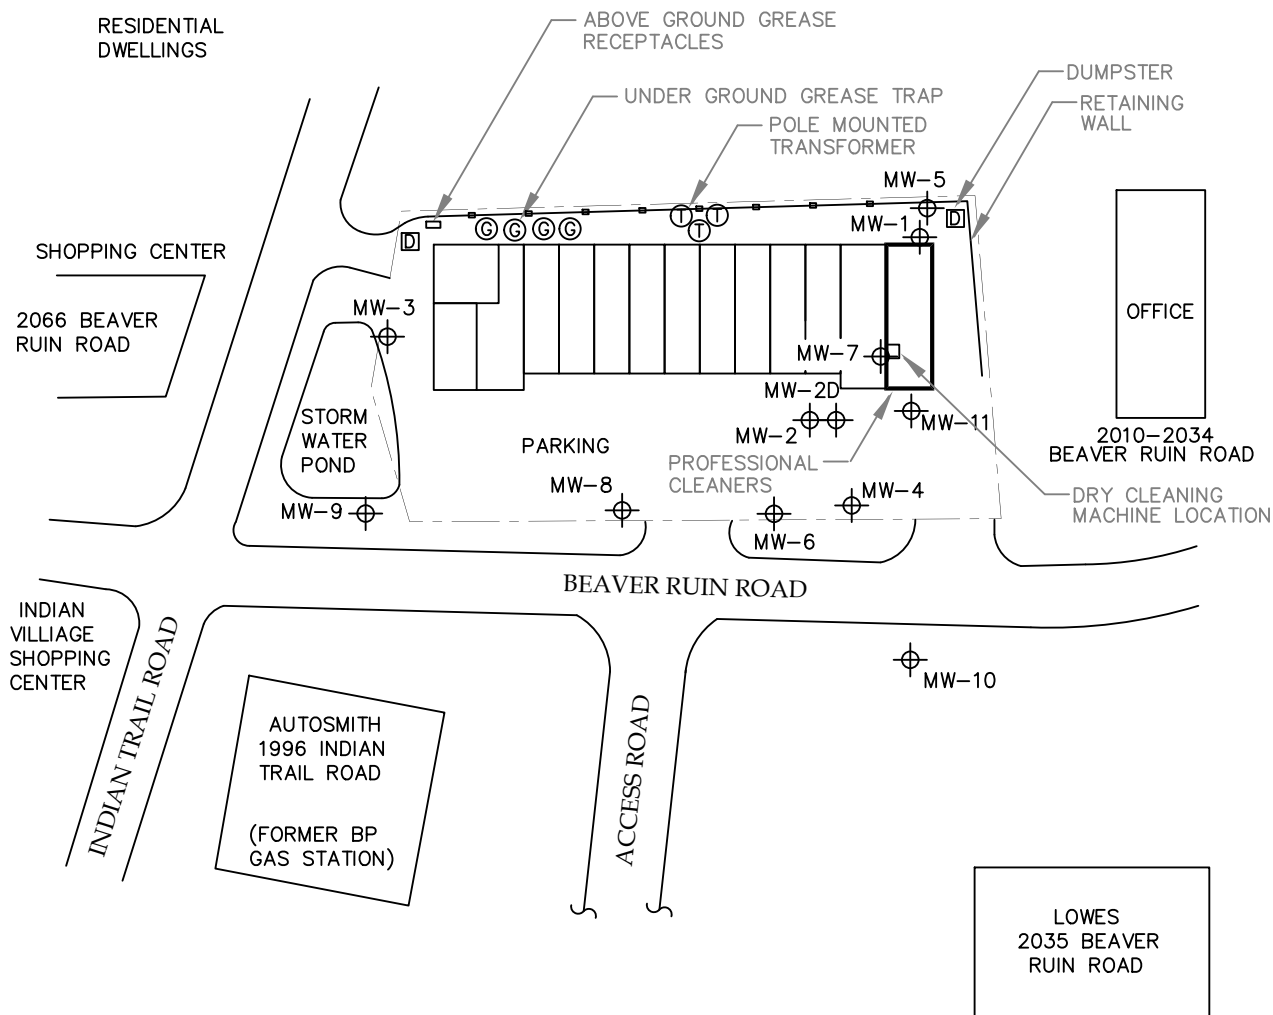 RESIDENTIAL
DWELLINGS
ABOVE GROUND GREASE
RECEPTACLES
UNDER GROUND GREASE TRAP
POLE MOUNTED
TRANSFORMER
DUMPSTER
RETAINING
WALL
MW-5
MW-1
D
D
G
G
G
G
T
T
T
SHOPPING CENTER
2066 BEAVER
RUIN ROAD
MW-3
OFFICE
MW-7
MW-2D
MW-2
MW-11
STORM
WATER
POND
PARKING
2010-2034
BEAVER RUIN ROAD
PROFESSIONAL
CLEANERS
MW-8
MW-4
MW-9
MW-6
DRY CLEANING
MACHINE LOCATION
BEAVER RUIN ROAD
INDIAN
VILLIAGE
SHOPPING
CENTER
INDIAN TRAIL ROAD
MW-10
AUTOSMITH
1996 INDIAN
TRAIL ROAD
(FORMER BP
GAS STATION)
ACCESS ROAD
LOWES
2035 BEAVER
RUIN ROAD